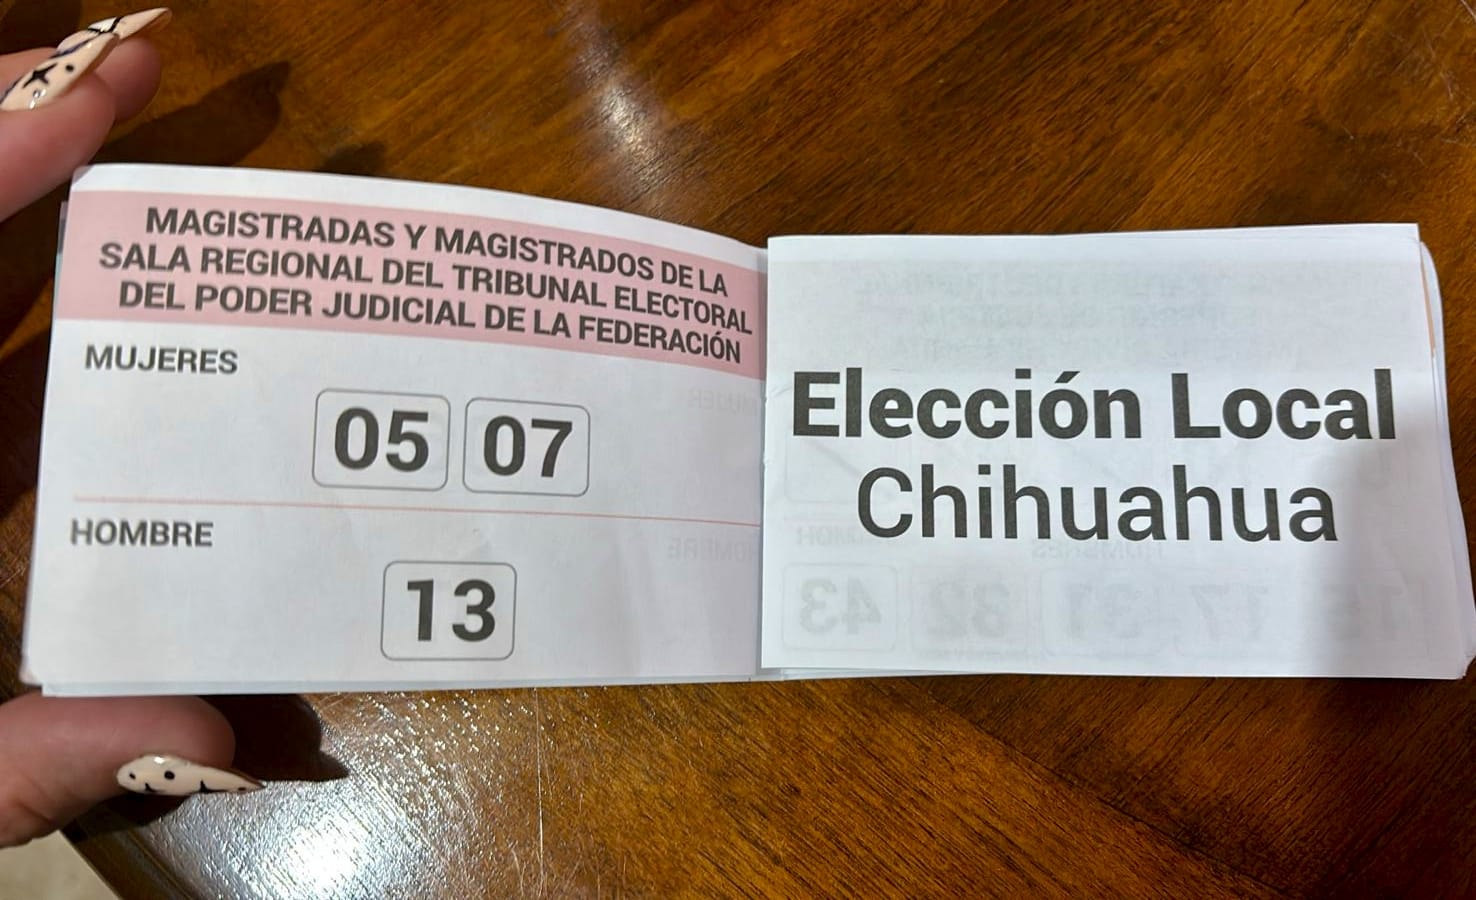 MAGISTRADAS Y MAGISTRADOS DE LA
SALA REGIONAL DEL TRIBUNAL ELECTORAL
DEL PODER JUDICIAL DE LA FEDERACIÓN
MUJERES
05 07
HOMBRE
13
Elección Local
Chihuahua